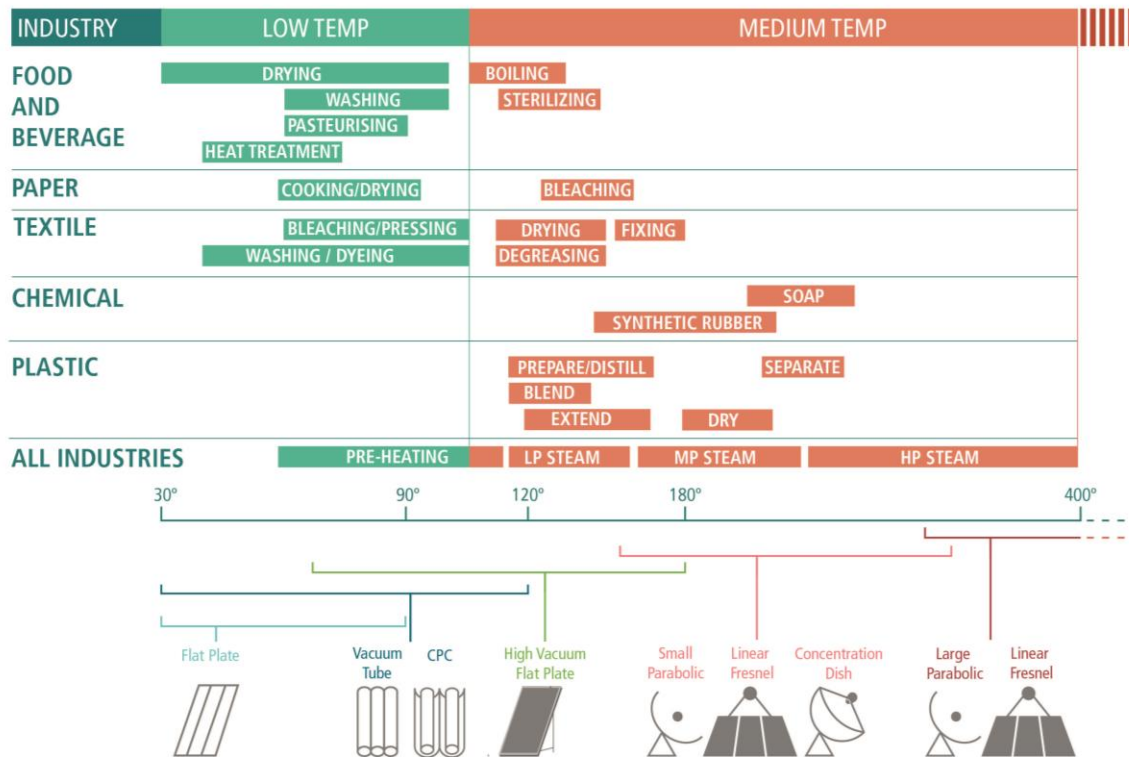 INDUSTRY LOW TEMP MEDIUM TEMP
FOOD AND BEVERAGE
DRYING BOILING
WASHING STERILIZING
PASTEURISING
HEAT TREATMENT
PAPER COOKING/DRYING BLEACHING
TEXTILE BLEACHING/PRESSING DRYING FIXING
WASHING / DYEING DEGREASING
CHEMICAL SOAP
SYNTHETIC RUBBER
PLASTIC PREPARE/DISTILL SEPARATE
BLEND
EXTEND DRY
ALL INDUSTRIES PRE-HEATING LP STEAM MP STEAM HP STEAM
30° 90° 120° 180° 400°
Flat Plate
Vacuum Tube
CPC
High Vacuum Flat Plate
Small Parabolic
Linear Fresnel
Concentration Dish
Large Parabolic
Linear Fresnel